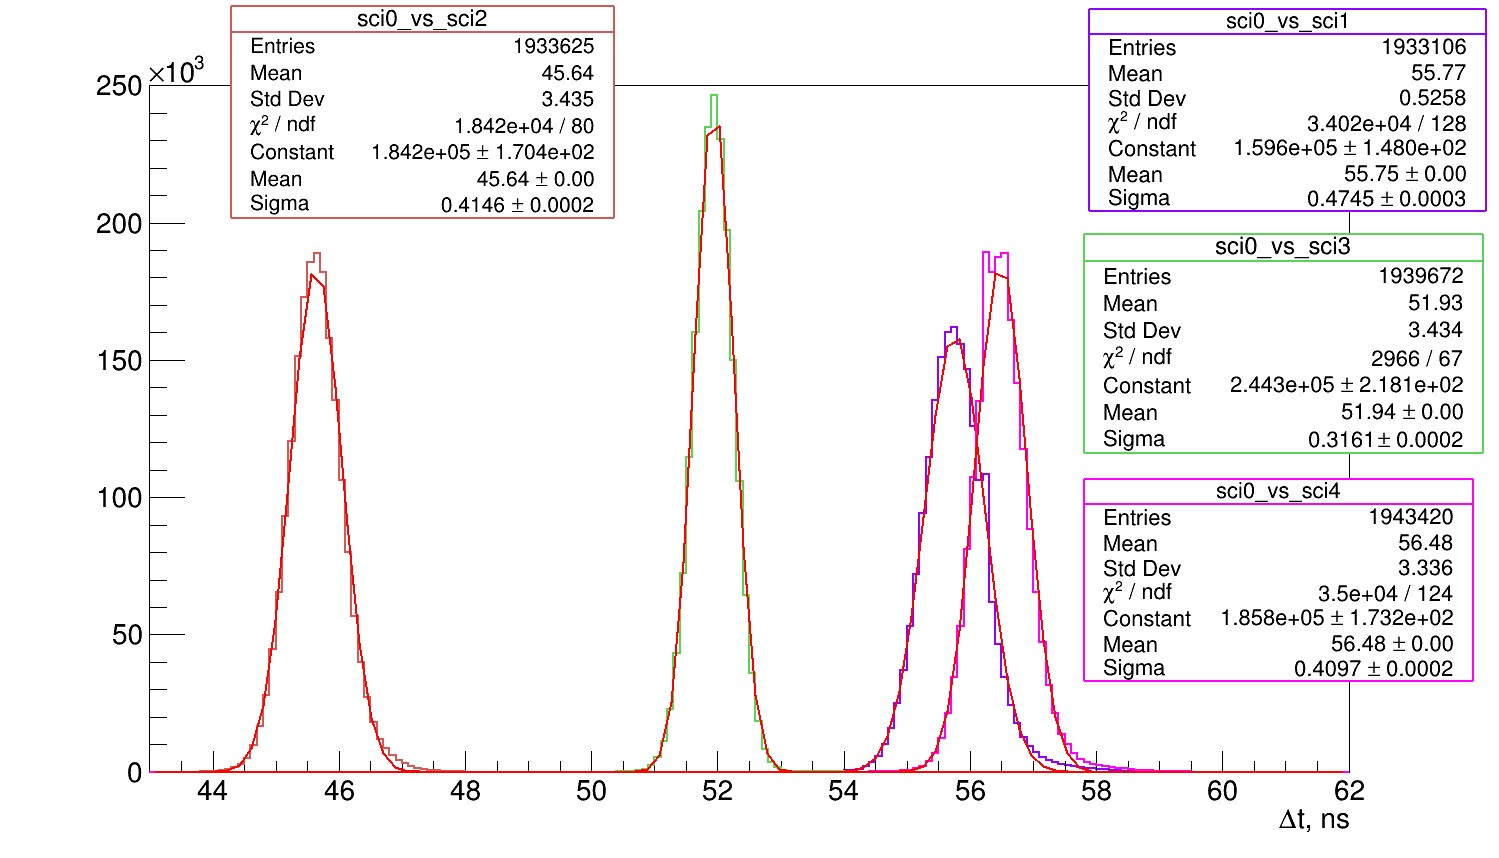 sci0_vs_sci2
Entries 1933625
Mean 45.64
Std Dev 3.435
χ² / ndf 1.842e+04 / 80
Constant 1.842e+05 ± 1.704e+02
Mean 45.64 ± 0.00
Sigma 0.4146 ± 0.0002
sci0_vs_sci1
Entries 1933106
Mean 55.77
Std Dev 0.5258
χ² / ndf 3.402e+04 / 128
Constant 1.596e+05 ± 1.480e+02
Mean 55.75 ± 0.00
Sigma 0.4745 ± 0.0003
sci0_vs_sci3
Entries 1939672
Mean 51.93
Std Dev 3.434
χ² / ndf 2966 / 67
Constant 2.443e+05 ± 2.181e+02
Mean 51.94 ± 0.00
Sigma 0.3161 ± 0.0002
sci0_vs_sci4
Entries 1943420
Mean 56.48
Std Dev 3.336
χ² / ndf 3.5e+04 / 124
Constant 1.858e+05 ± 1.732e+02
Mean 56.48 ± 0.00
Sigma 0.4097 ± 0.0002
×10³
250
200
150
100
50
0
44 46 48 50 52 54 56 58 60 62
Δt, ns